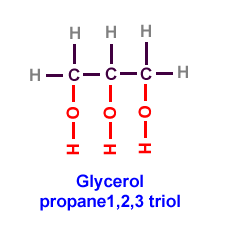 H H H
H C C C H
O O O
H H H
Glycerol
propane1,2,3 triol